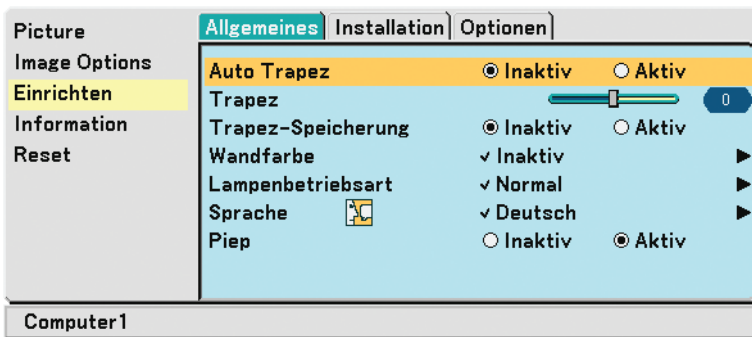 Picture
Image Options
Einrichten
Information
Reset
Allgemeines Installation Optionen
Auto Trapez Inaktiv Aktiv
Trapez 0
Trapez-Speicherung Inaktiv Aktiv
Wandfarbe ✓ Inaktiv
Lampenbetriebsart ✓ Normal
Sprache ✓ Deutsch
Piep Inaktiv Aktiv
Computer1